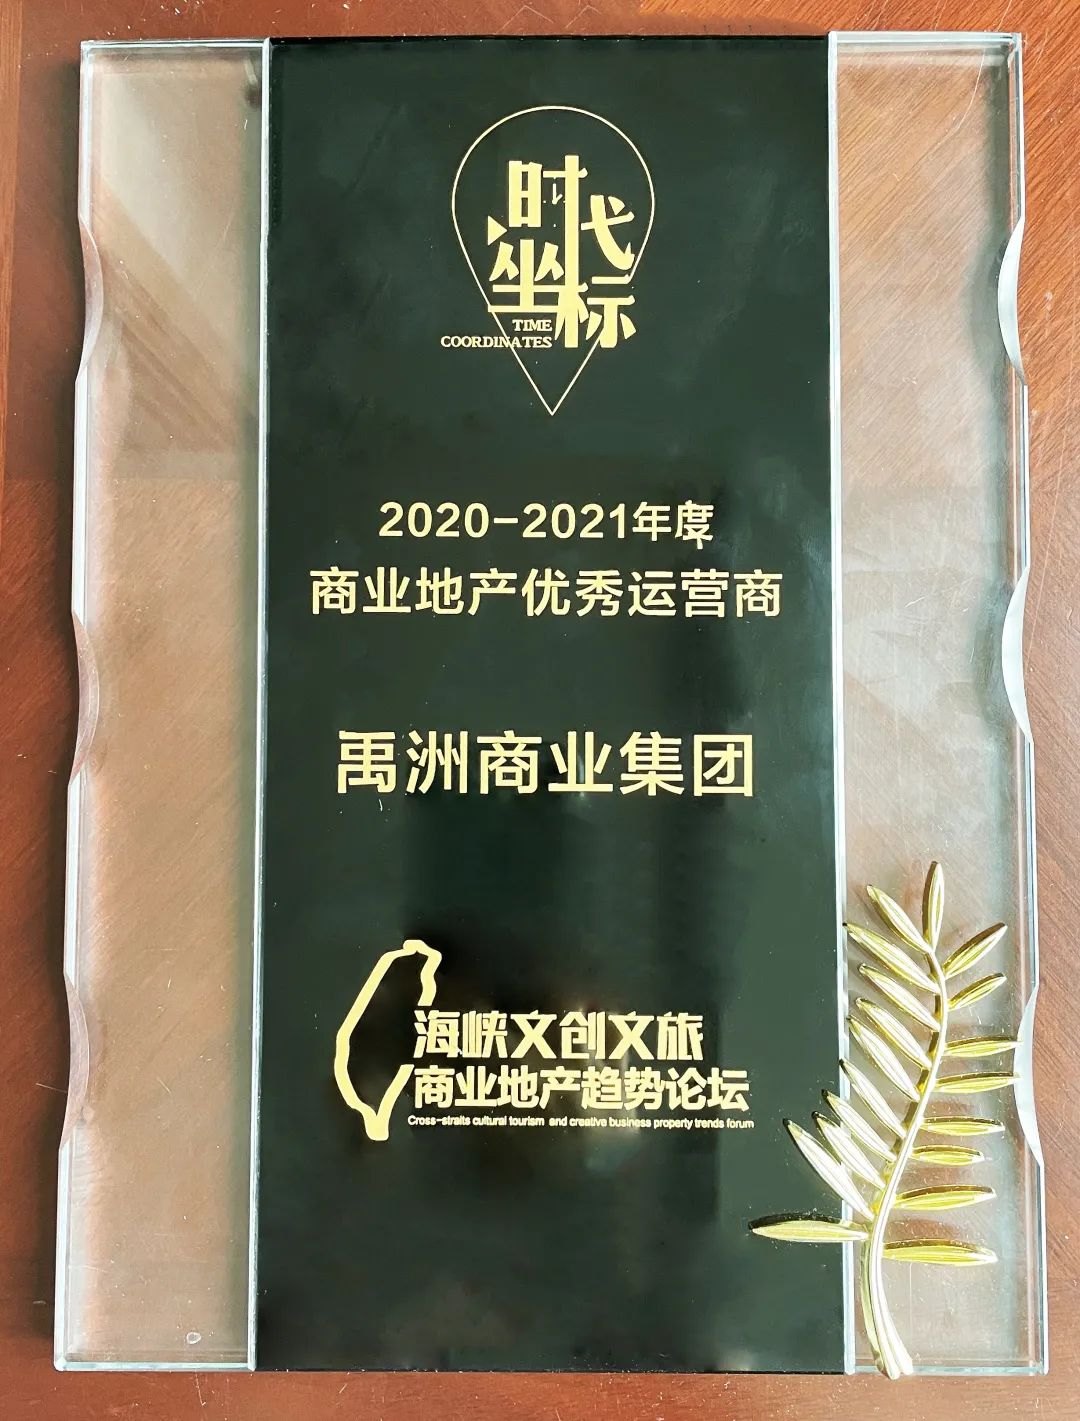 时代
坐标
TIME
COORDINATES
2020-2021年度
商业地产优秀运营商
禹洲商业集团
海峡文创文旅
商业地产趋势论坛
Cross-straits cultural tourism and creative business property trends forum